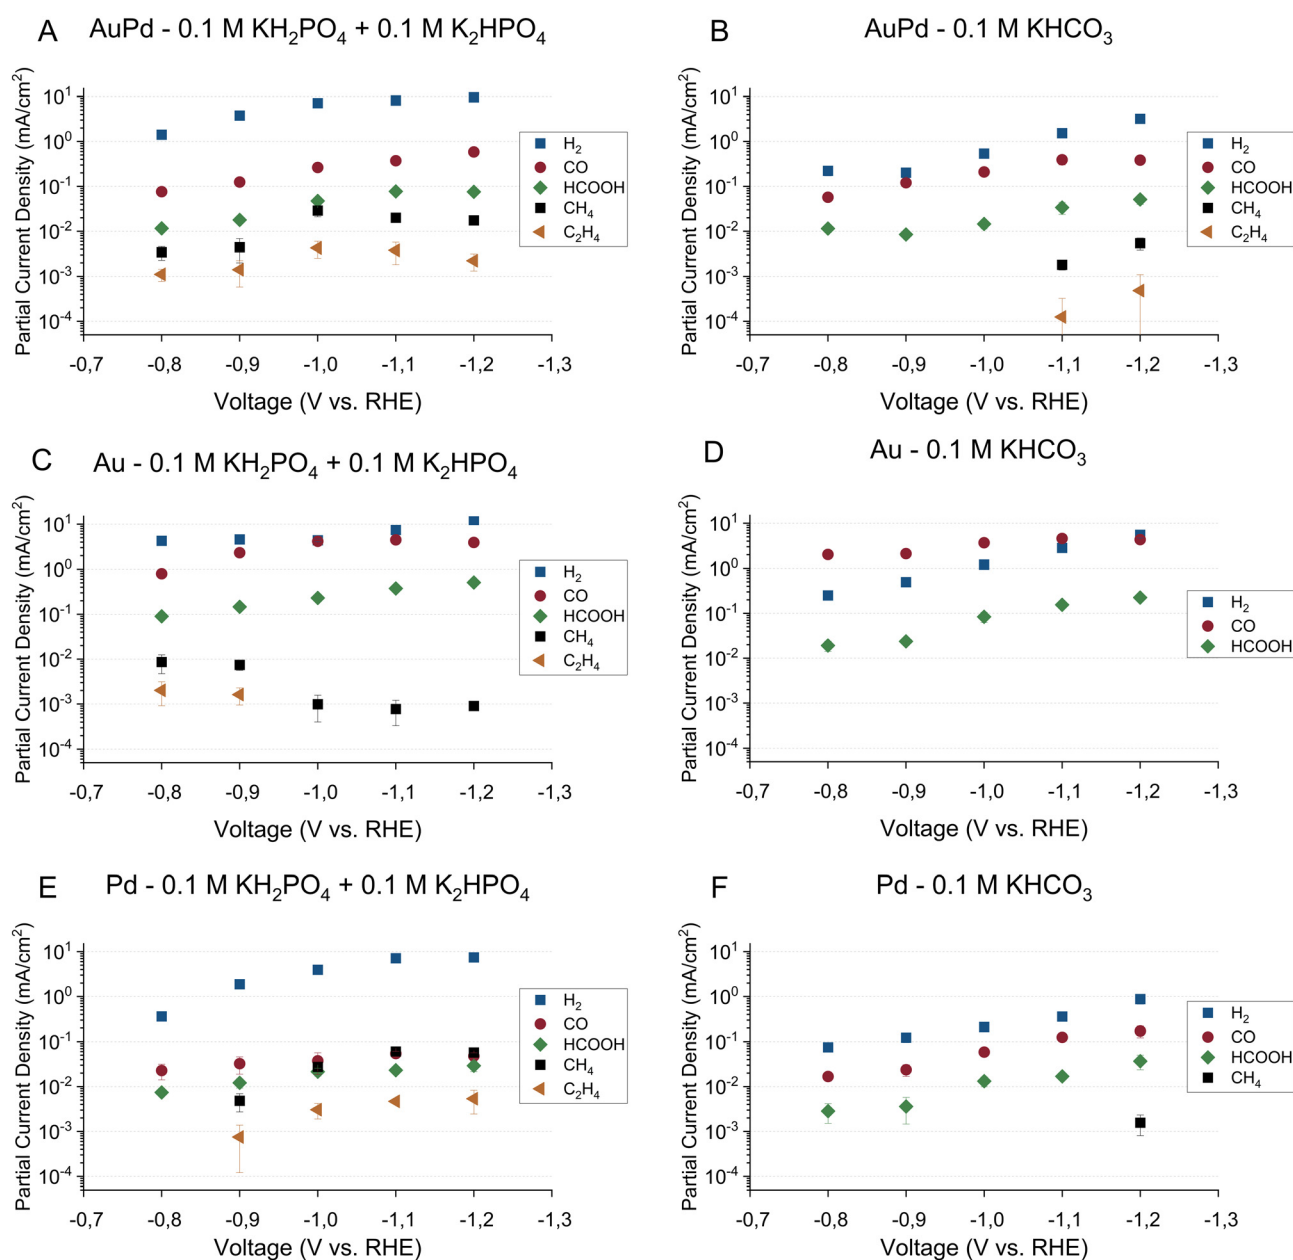 A AuPd - 0.1 M KH₂PO₄ + 0.1 M K₂HPO₄
Partial Current Density (mA/cm²)
10¹
10⁰
10⁻¹
10⁻²
10⁻³
10⁻⁴
H₂
CO
HCOOH
CH₄
C₂H₄
-0,7 -0,8 -0,9 -1,0 -1,1 -1,2 -1,3
Voltage (V vs. RHE)
B AuPd - 0.1 M KHCO₃
Partial Current Density (mA/cm²)
10¹
10⁰
10⁻¹
10⁻²
10⁻³
10⁻⁴
H₂
CO
HCOOH
CH₄
C₂H₄
-0,7 -0,8 -0,9 -1,0 -1,1 -1,2 -1,3
Voltage (V vs. RHE)
C Au - 0.1 M KH₂PO₄ + 0.1 M K₂HPO₄
Partial Current Density (mA/cm²)
10¹
10⁰
10⁻¹
10⁻²
10⁻³
10⁻⁴
H₂
CO
HCOOH
CH₄
C₂H₄
-0,7 -0,8 -0,9 -1,0 -1,1 -1,2 -1,3
Voltage (V vs. RHE)
D Au - 0.1 M KHCO₃
Partial Current Density (mA/cm²)
10¹
10⁰
10⁻¹
10⁻²
10⁻³
10⁻⁴
H₂
CO
HCOOH
-0,7 -0,8 -0,9 -1,0 -1,1 -1,2 -1,3
Voltage (V vs. RHE)
E Pd - 0.1 M KH₂PO₄ + 0.1 M K₂HPO₄
Partial Current Density (mA/cm²)
10¹
10⁰
10⁻¹
10⁻²
10⁻³
10⁻⁴
H₂
CO
HCOOH
CH₄
C₂H₄
-0,7 -0,8 -0,9 -1,0 -1,1 -1,2 -1,3
Voltage (V vs. RHE)
F Pd - 0.1 M KHCO₃
Partial Current Density (mA/cm²)
10¹
10⁰
10⁻¹
10⁻²
10⁻³
10⁻⁴
H₂
CO
HCOOH
CH₄
-0,7 -0,8 -0,9 -1,0 -1,1 -1,2 -1,3
Voltage (V vs. RHE)